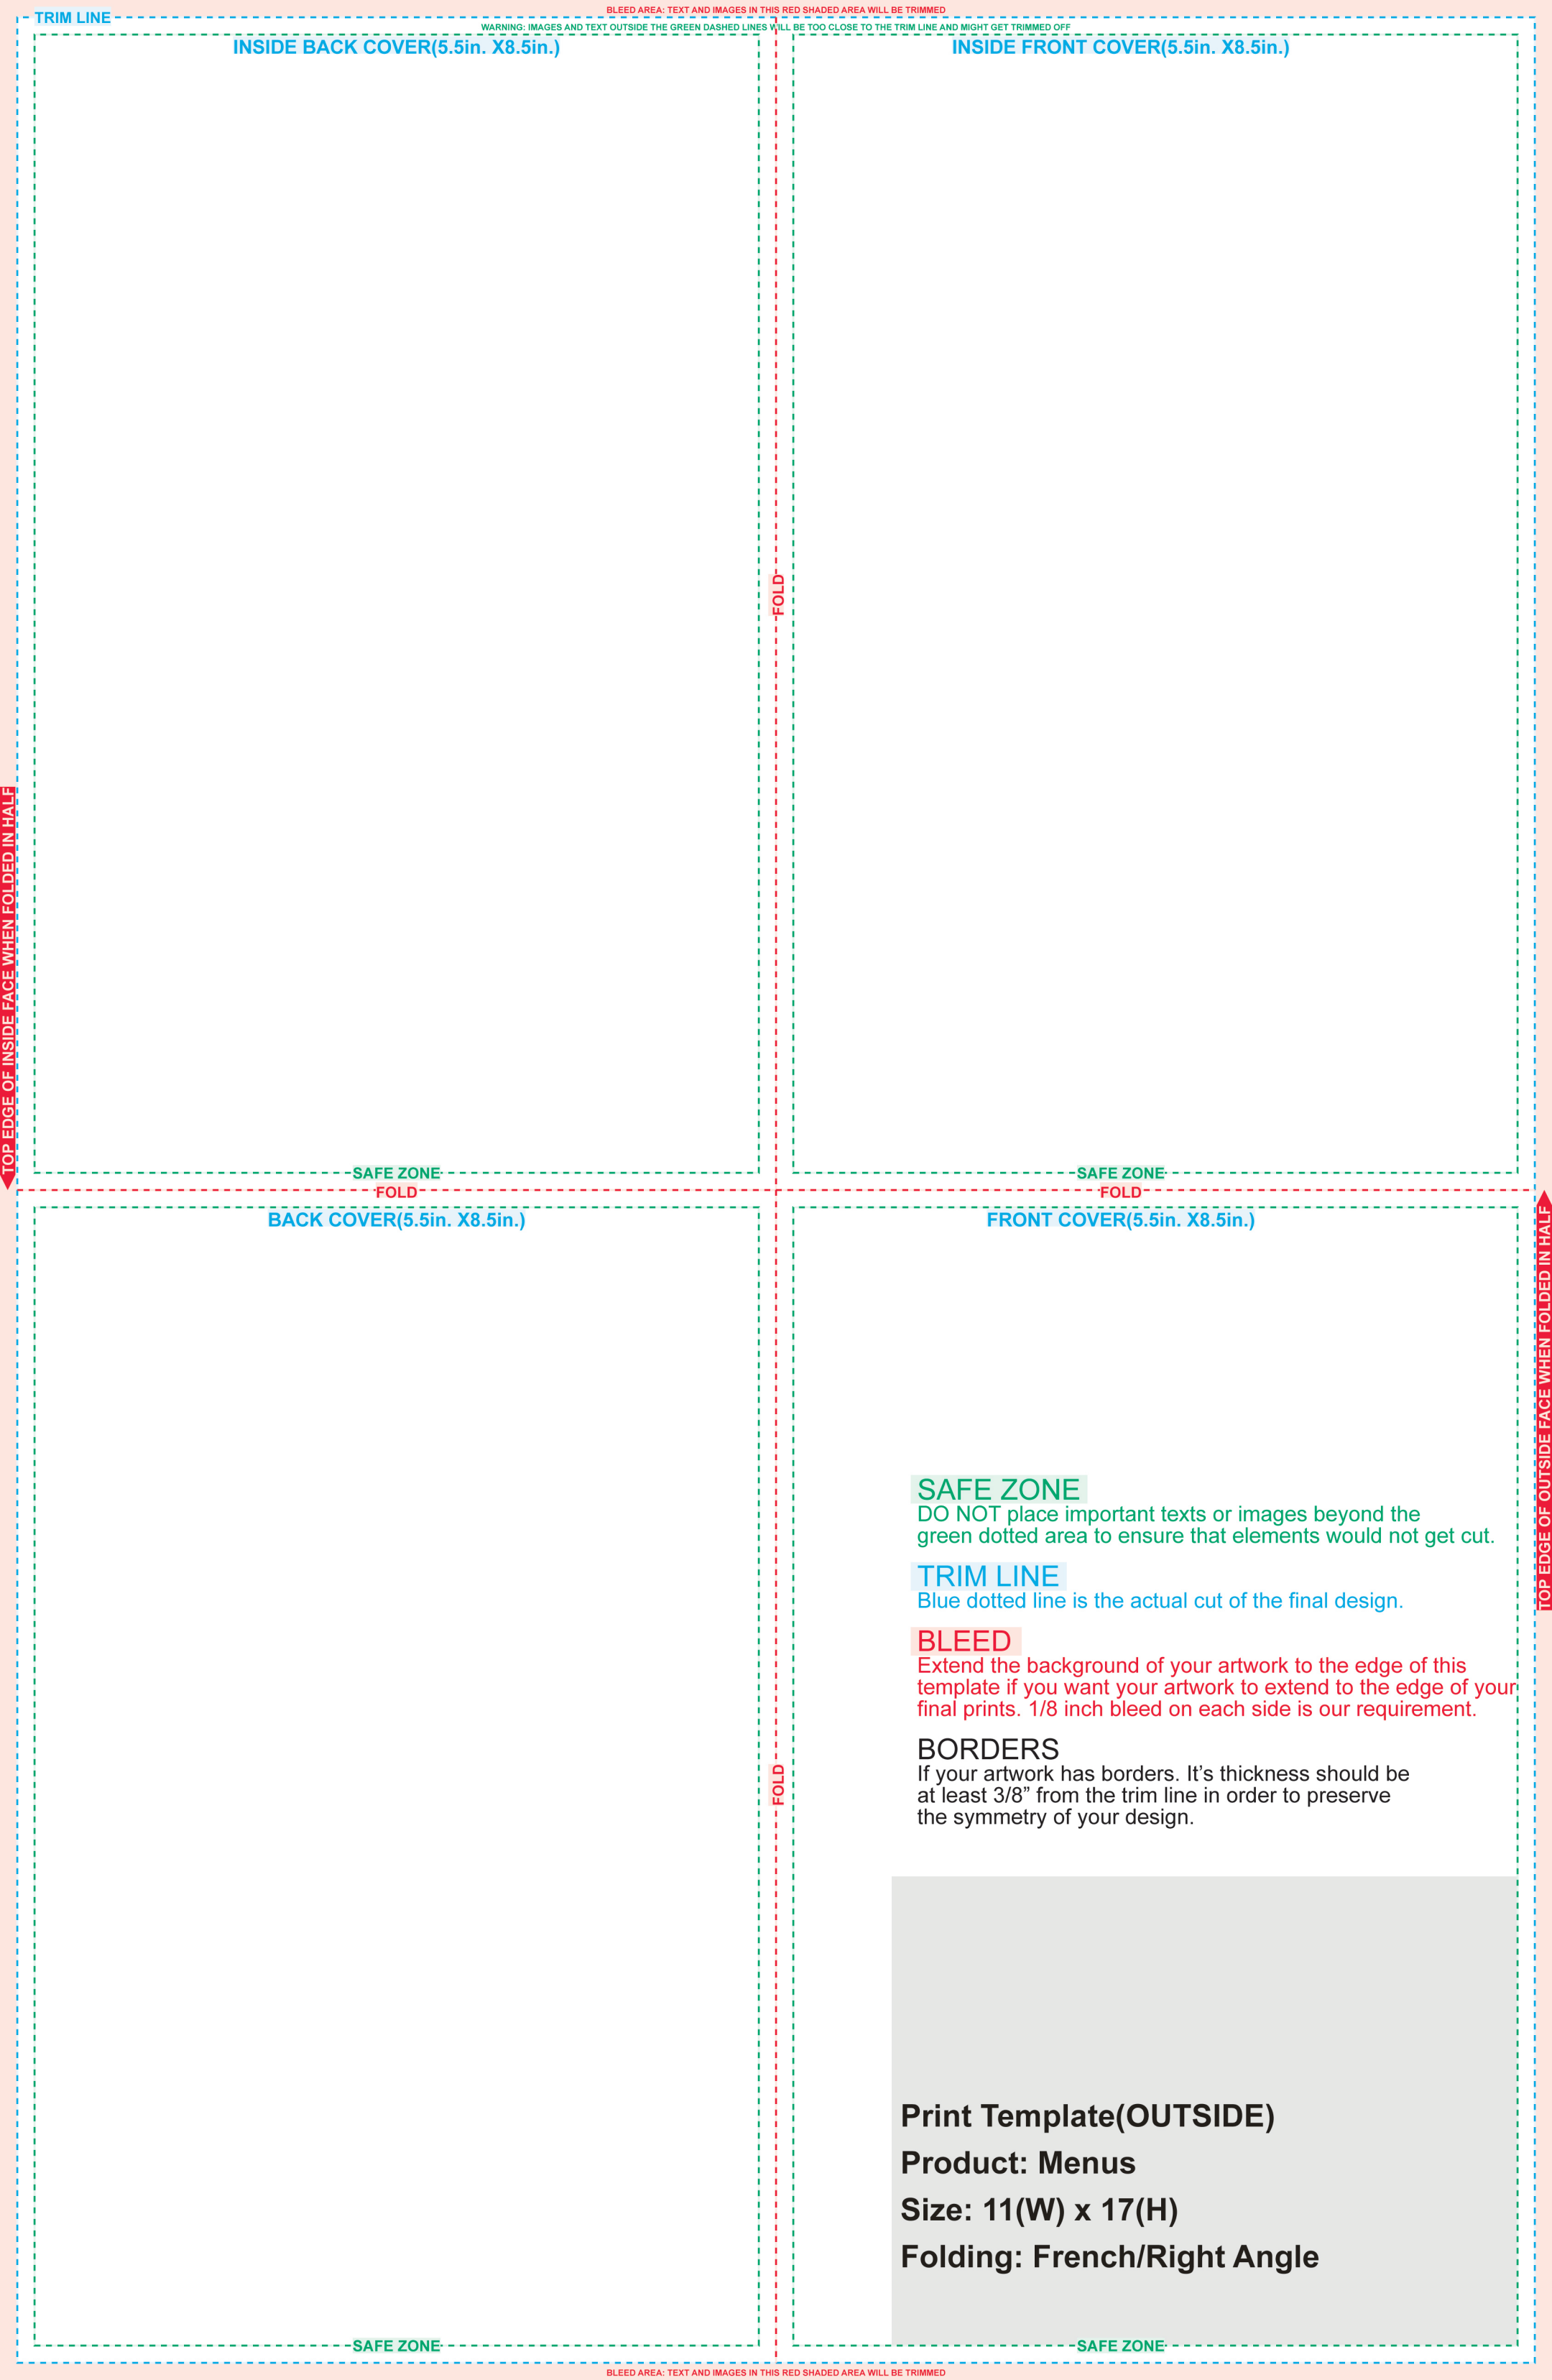 BLEED AREA: TEXT AND IMAGES IN THIS RED SHADED AREA WILL BE TRIMMED
TRIM LINE
WARNING: IMAGES AND TEXT OUTSIDE THE GREEN DASHED LINES WILL BE TOO CLOSE TO THE TRIM LINE AND MIGHT GET TRIMMED OFF
INSIDE BACK COVER(5.5in. X8.5in.)
INSIDE FRONT COVER(5.5in. X8.5in.)
FOLD
TOP EDGE OF INSIDE FACE WHEN FOLDED IN HALF
SAFE ZONE
SAFE ZONE
FOLD
FOLD
BACK COVER(5.5in. X8.5in.)
FRONT COVER(5.5in. X8.5in.)
TOP EDGE OF OUTSIDE FACE WHEN FOLDED IN HALF
SAFE ZONE
DO NOT place important texts or images beyond the
green dotted area to ensure that elements would not get cut.
TRIM LINE
Blue dotted line is the actual cut of the final design.
BLEED
Extend the background of your artwork to the edge of this
template if you want your artwork to extend to the edge of your
final prints. 1/8 inch bleed on each side is our requirement.
BORDERS
If your artwork has borders. It’s thickness should be
at least 3/8” from the trim line in order to preserve
the symmetry of your design.
FOLD
Print Template(OUTSIDE)
Product: Menus
Size: 11(W) x 17(H)
Folding: French/Right Angle
SAFE ZONE
SAFE ZONE
BLEED AREA: TEXT AND IMAGES IN THIS RED SHADED AREA WILL BE TRIMMED